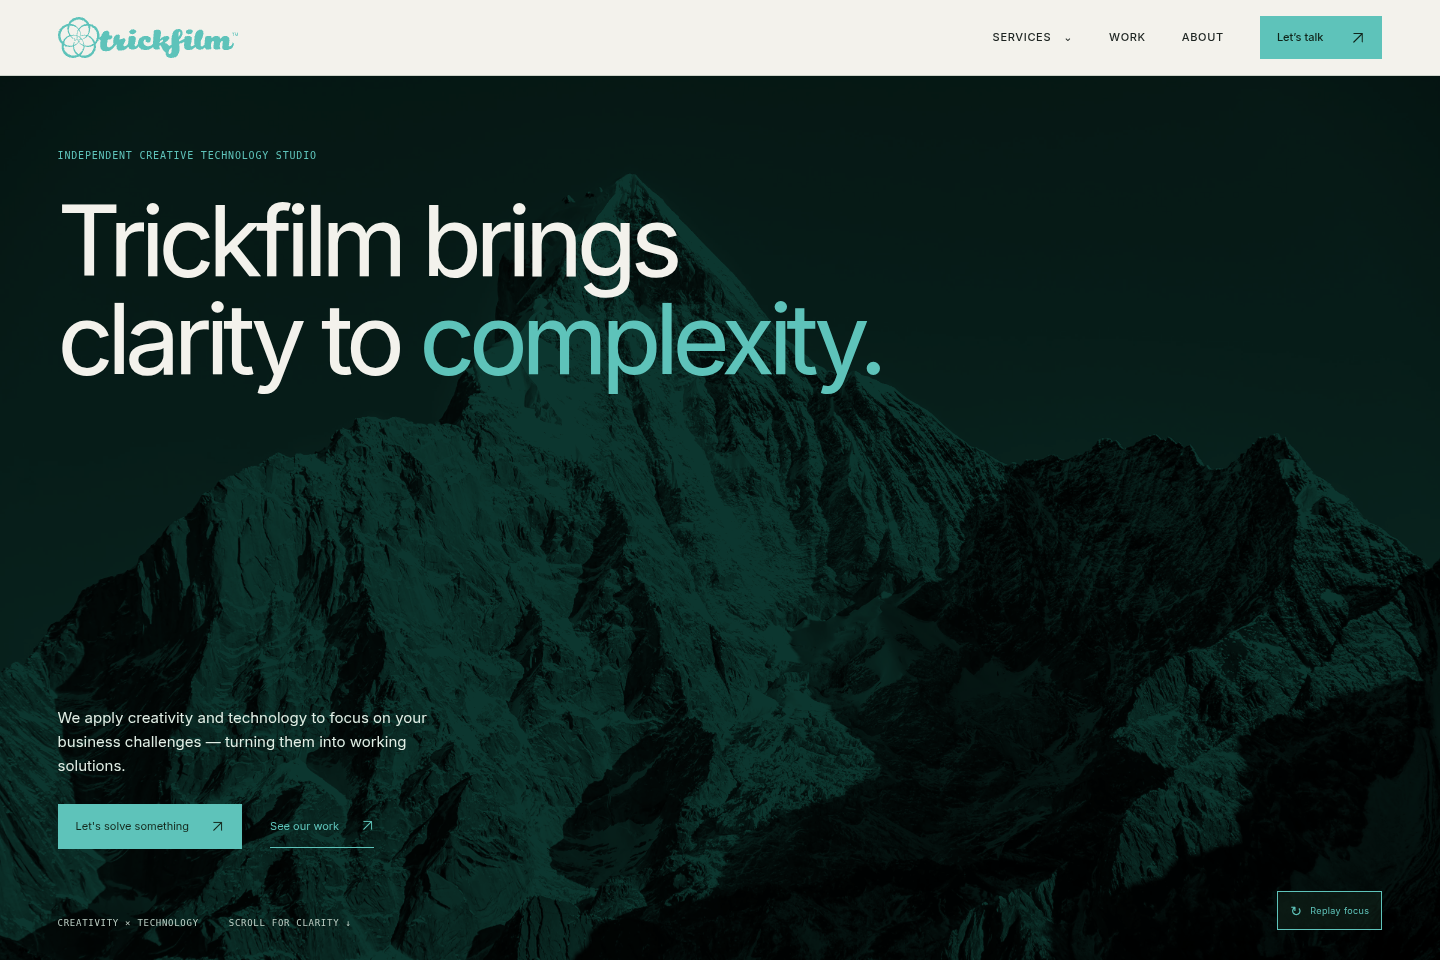 trickfilm™
SERVICES
WORK
ABOUT
Let's talk
INDEPENDENT CREATIVE TECHNOLOGY STUDIO
Trickfilm brings
clarity to complexity.
We apply creativity and technology to focus on your
business challenges — turning them into working
solutions.
Let's solve something
See our work
CREATIVITY × TECHNOLOGY
SCROLL FOR CLARITY ↓
Replay focus